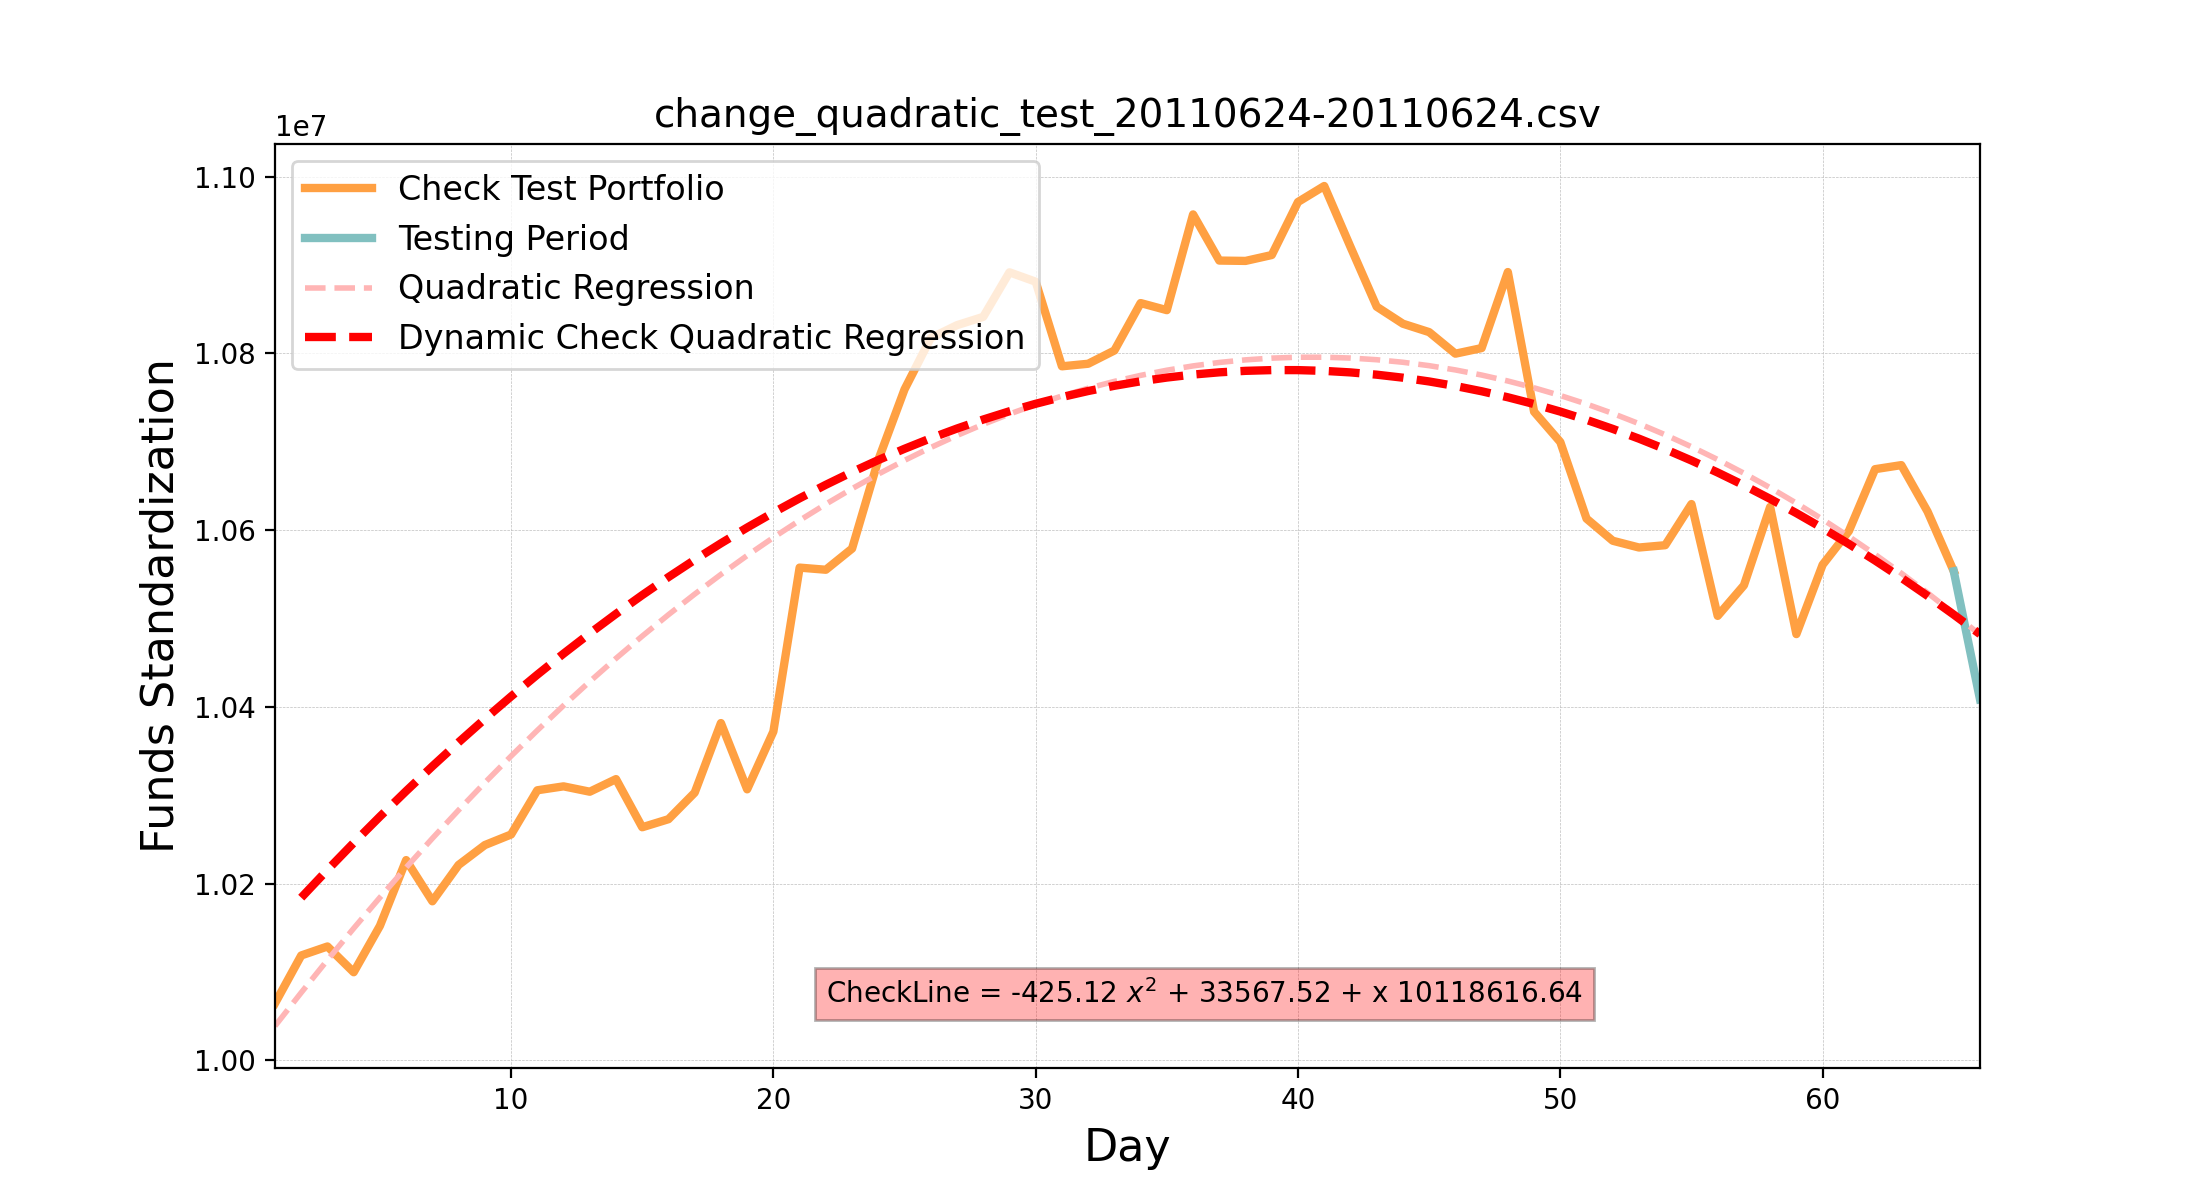 change_quadratic_test_20110624-20110624.csv
1e7
Check Test Portfolio
Testing Period
Quadratic Regression
Dynamic Check Quadratic Regression
1.10
1.08
1.06
1.04
1.02
1.00
Funds Standardization
CheckLine = -425.12 x² + 33567.52 + x 10118616.64
10 20 30 40 50 60
Day